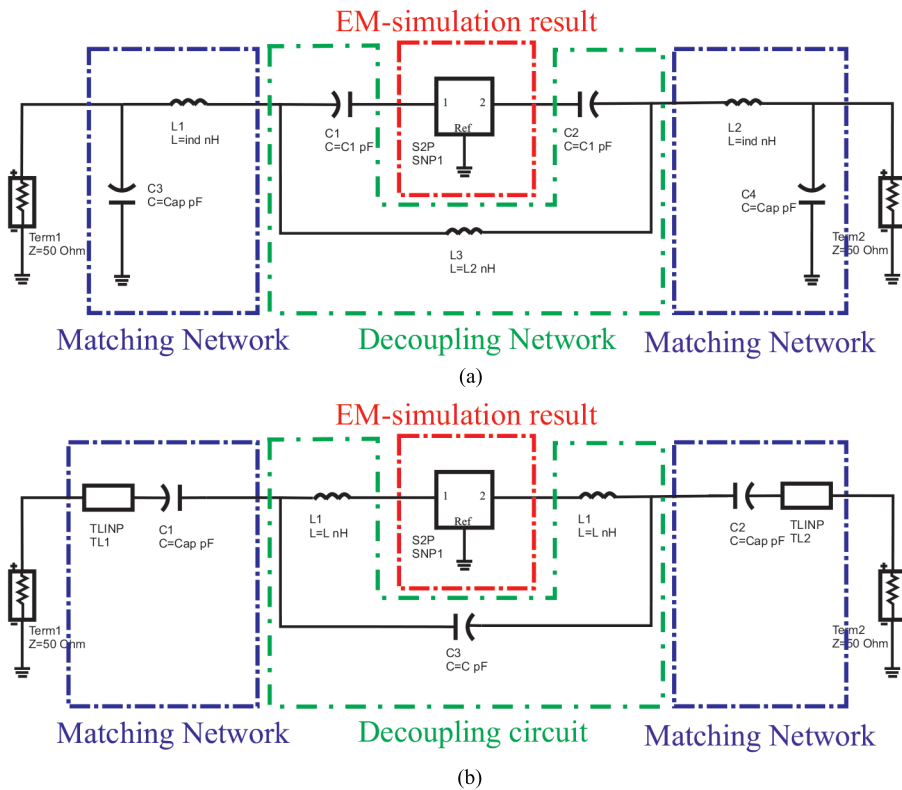 EM-simulation result
L1
L=ind nH
C1
C=C1 pF
1
2
Ref
S2P
SNP1
C2
C=C1 pF
L2
L=ind nH
+
-
Term1
Z=50 Ohm
C3
C=Cap pF
L3
L=L2 nH
C4
C=Cap pF
+
-
Term2
Z=50 Ohm
Matching Network
Decoupling Network
Matching Network
(a)
EM-simulation result
TLINP
TL1
C1
C=Cap pF
L1
L=L nH
1
2
Ref
S2P
SNP1
L1
L=L nH
C2
C=Cap pF
TLINP
TL2
+
-
Term1
Z=50 Ohm
C3
C=C pF
+
-
Term2
Z=50 Ohm
Matching Network
Decoupling circuit
Matching Network
(b)